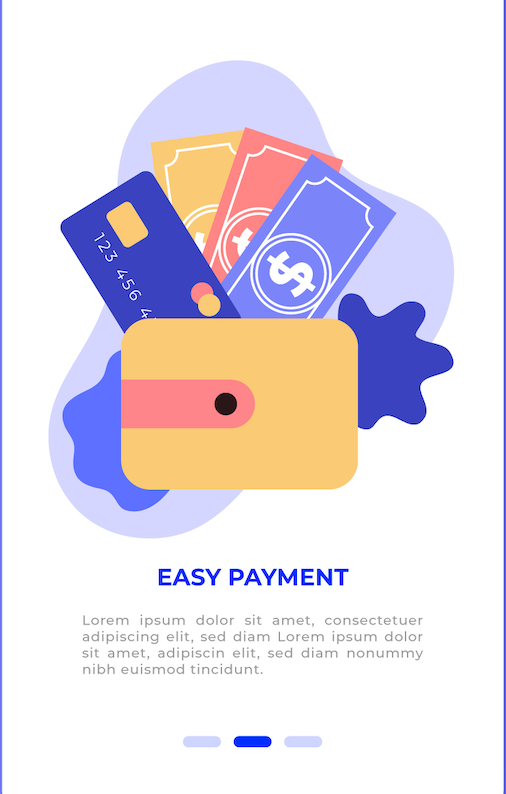 123 456 4
$
EASY PAYMENT
Lorem ipsum dolor sit amet, consectetuer
adipiscing elit, sed diam Lorem ipsum dolor
sit amet, adipiscin elit, sed diam nonummy
nibh euismod tincidunt.